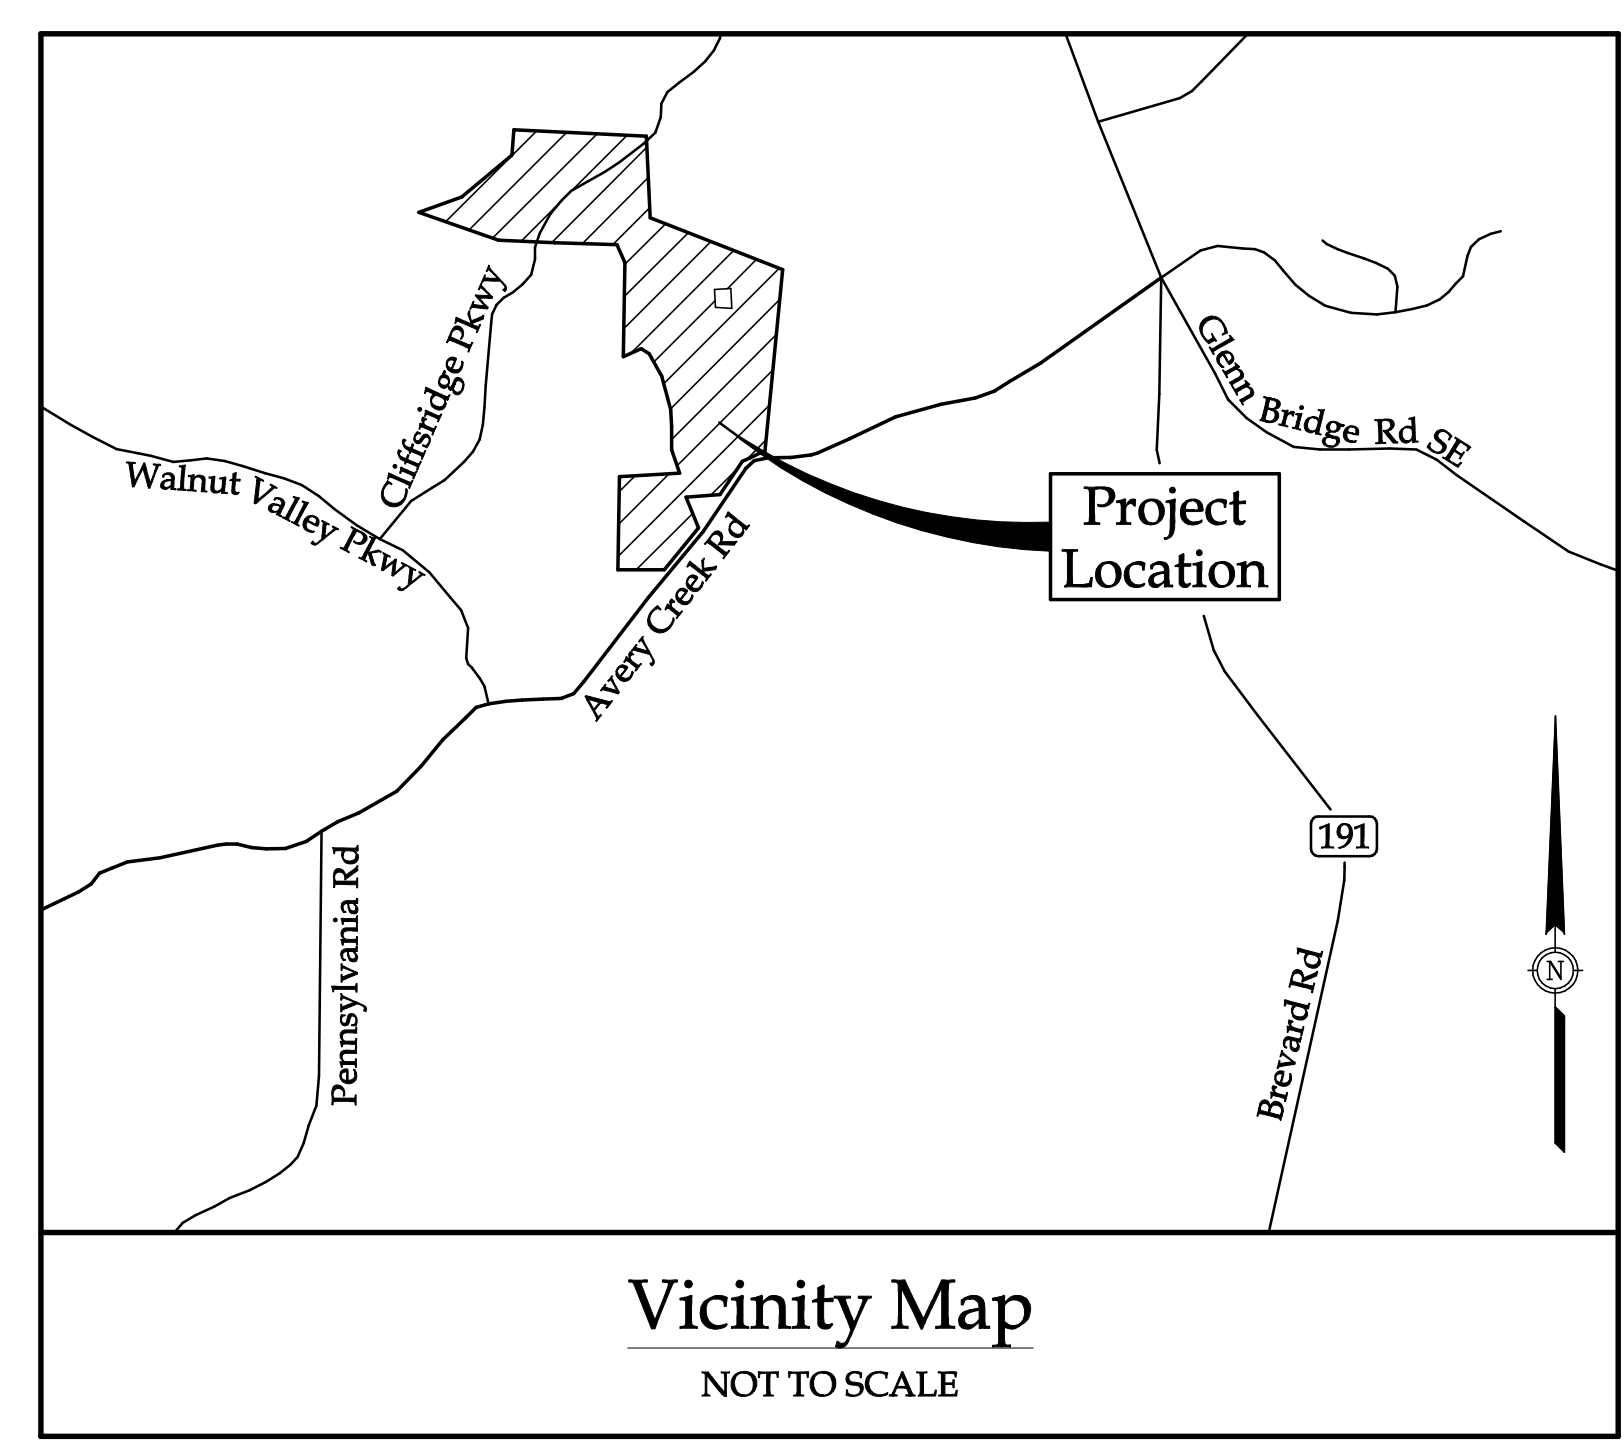 Cliffsridge Pkwy
Glenn Bridge Rd SE
Walnut Valley Pkwy
Project
Location
Avery Creek Rd
191
Pennsylvania Rd
Brevard Rd
N
Vicinity Map
NOT TO SCALE